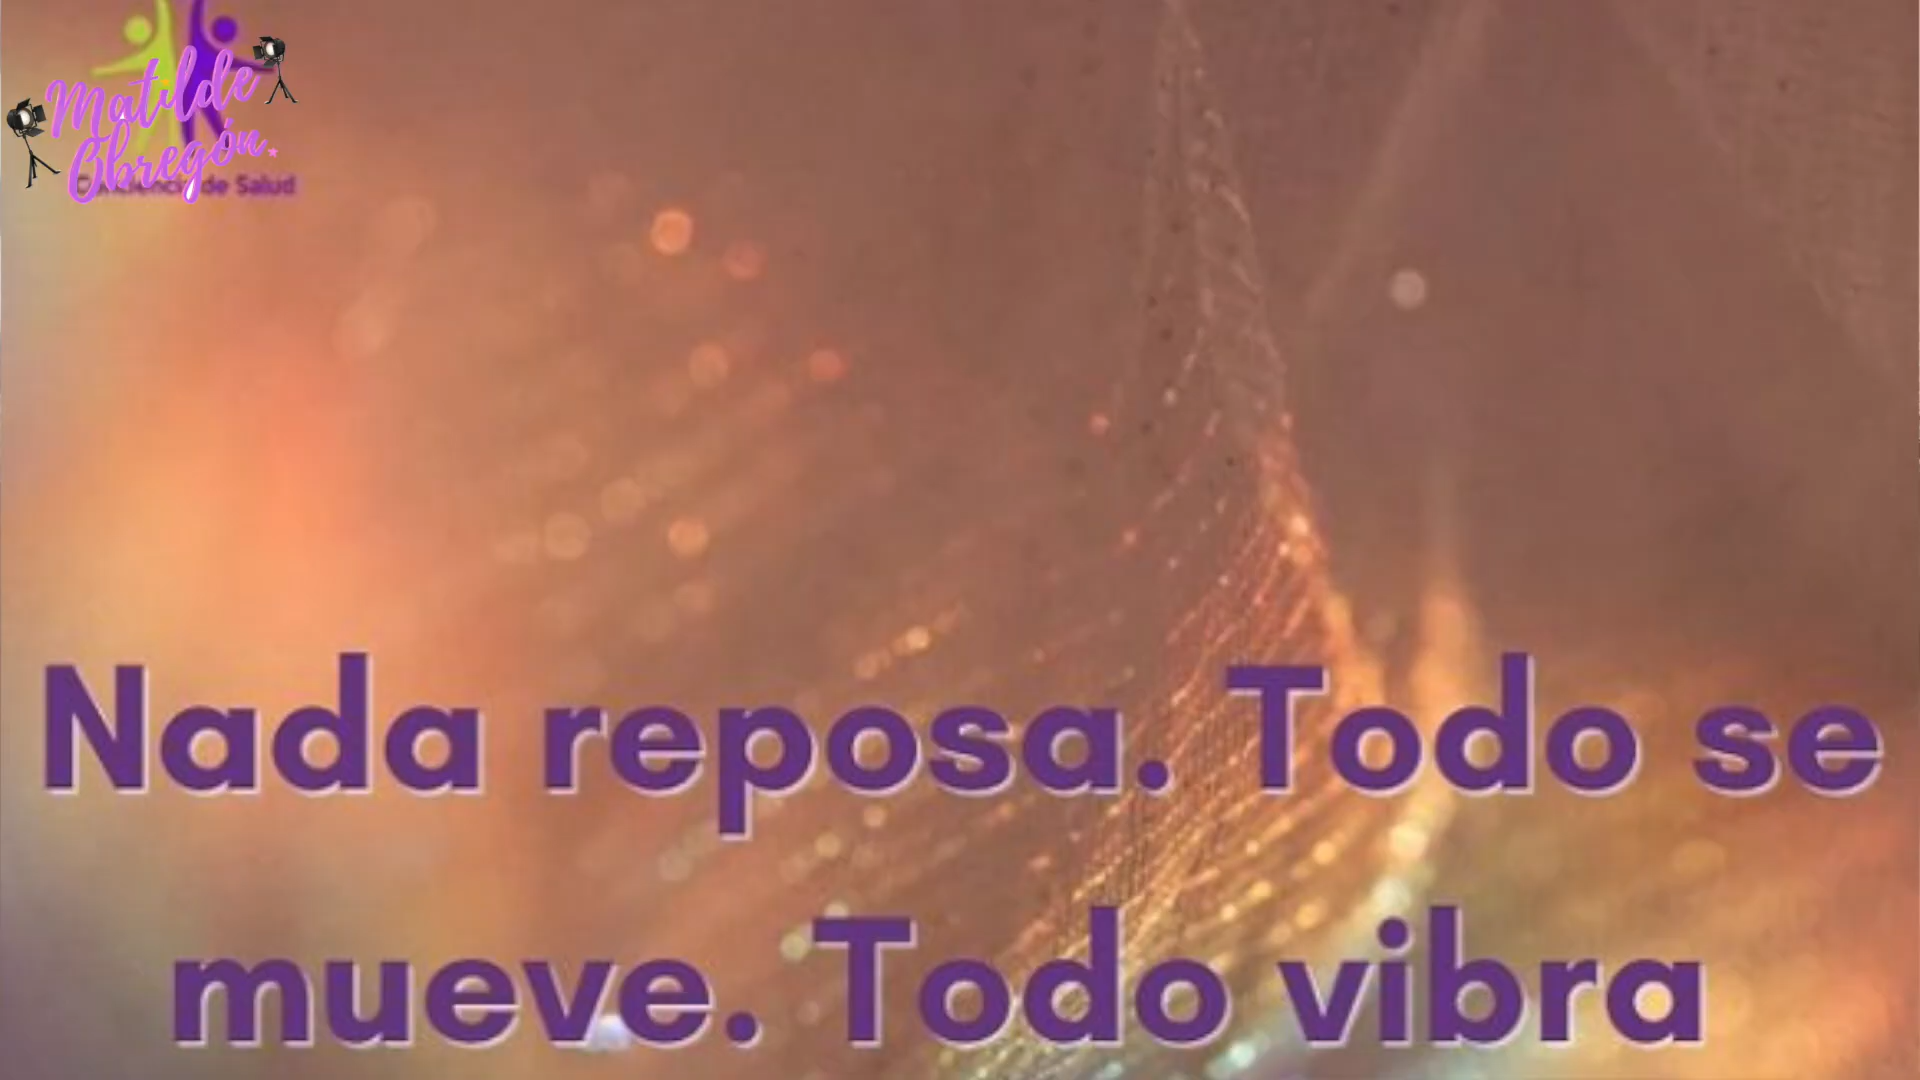 Matilde
Obregón
de Salud
Nada reposa. Todo se
mueve. Todo vibra